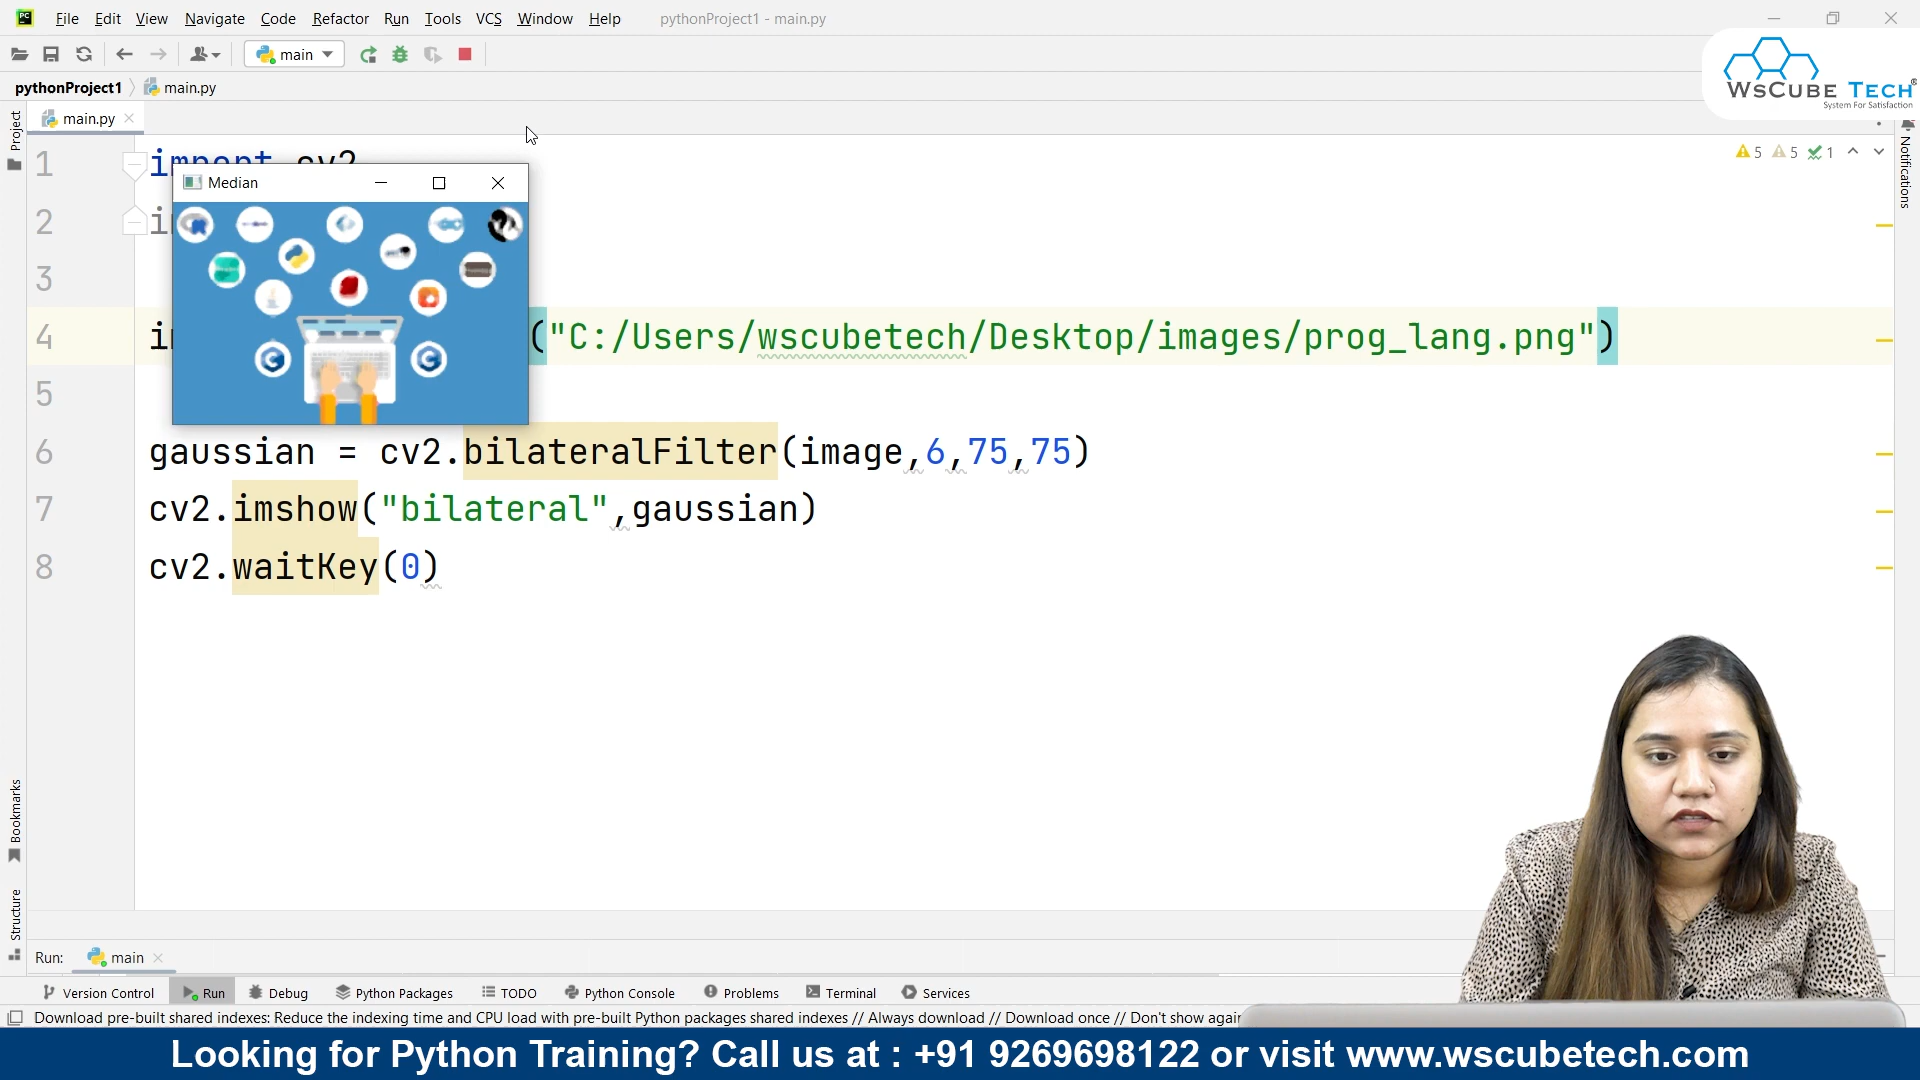 File Edit View Navigate Code Refactor Run Tools VCS Window Help pythonProject1 - main.py
main
WsCube Tech®
System For Satisfaction
pythonProject1 main.py
main.py
Project
Notifications
5 5 1
1 import cv2
2 i
3
4 i ("C:/Users/wscubetech/Desktop/images/prog_lang.png")
5
6 gaussian = cv2.bilateralFilter(image,6,75,75)
7 cv2.imshow("bilateral",gaussian)
8 cv2.waitKey(0)
Median
Bookmarks
Structure
Run: main
Version Control Run Debug Python Packages TODO Python Console Problems Terminal Services
Download pre-built shared indexes: Reduce the indexing time and CPU load with pre-built Python packages shared indexes // Always download // Download once // Don't show again
Looking for Python Training? Call us at : +91 9269698122 or visit www.wscubetech.com